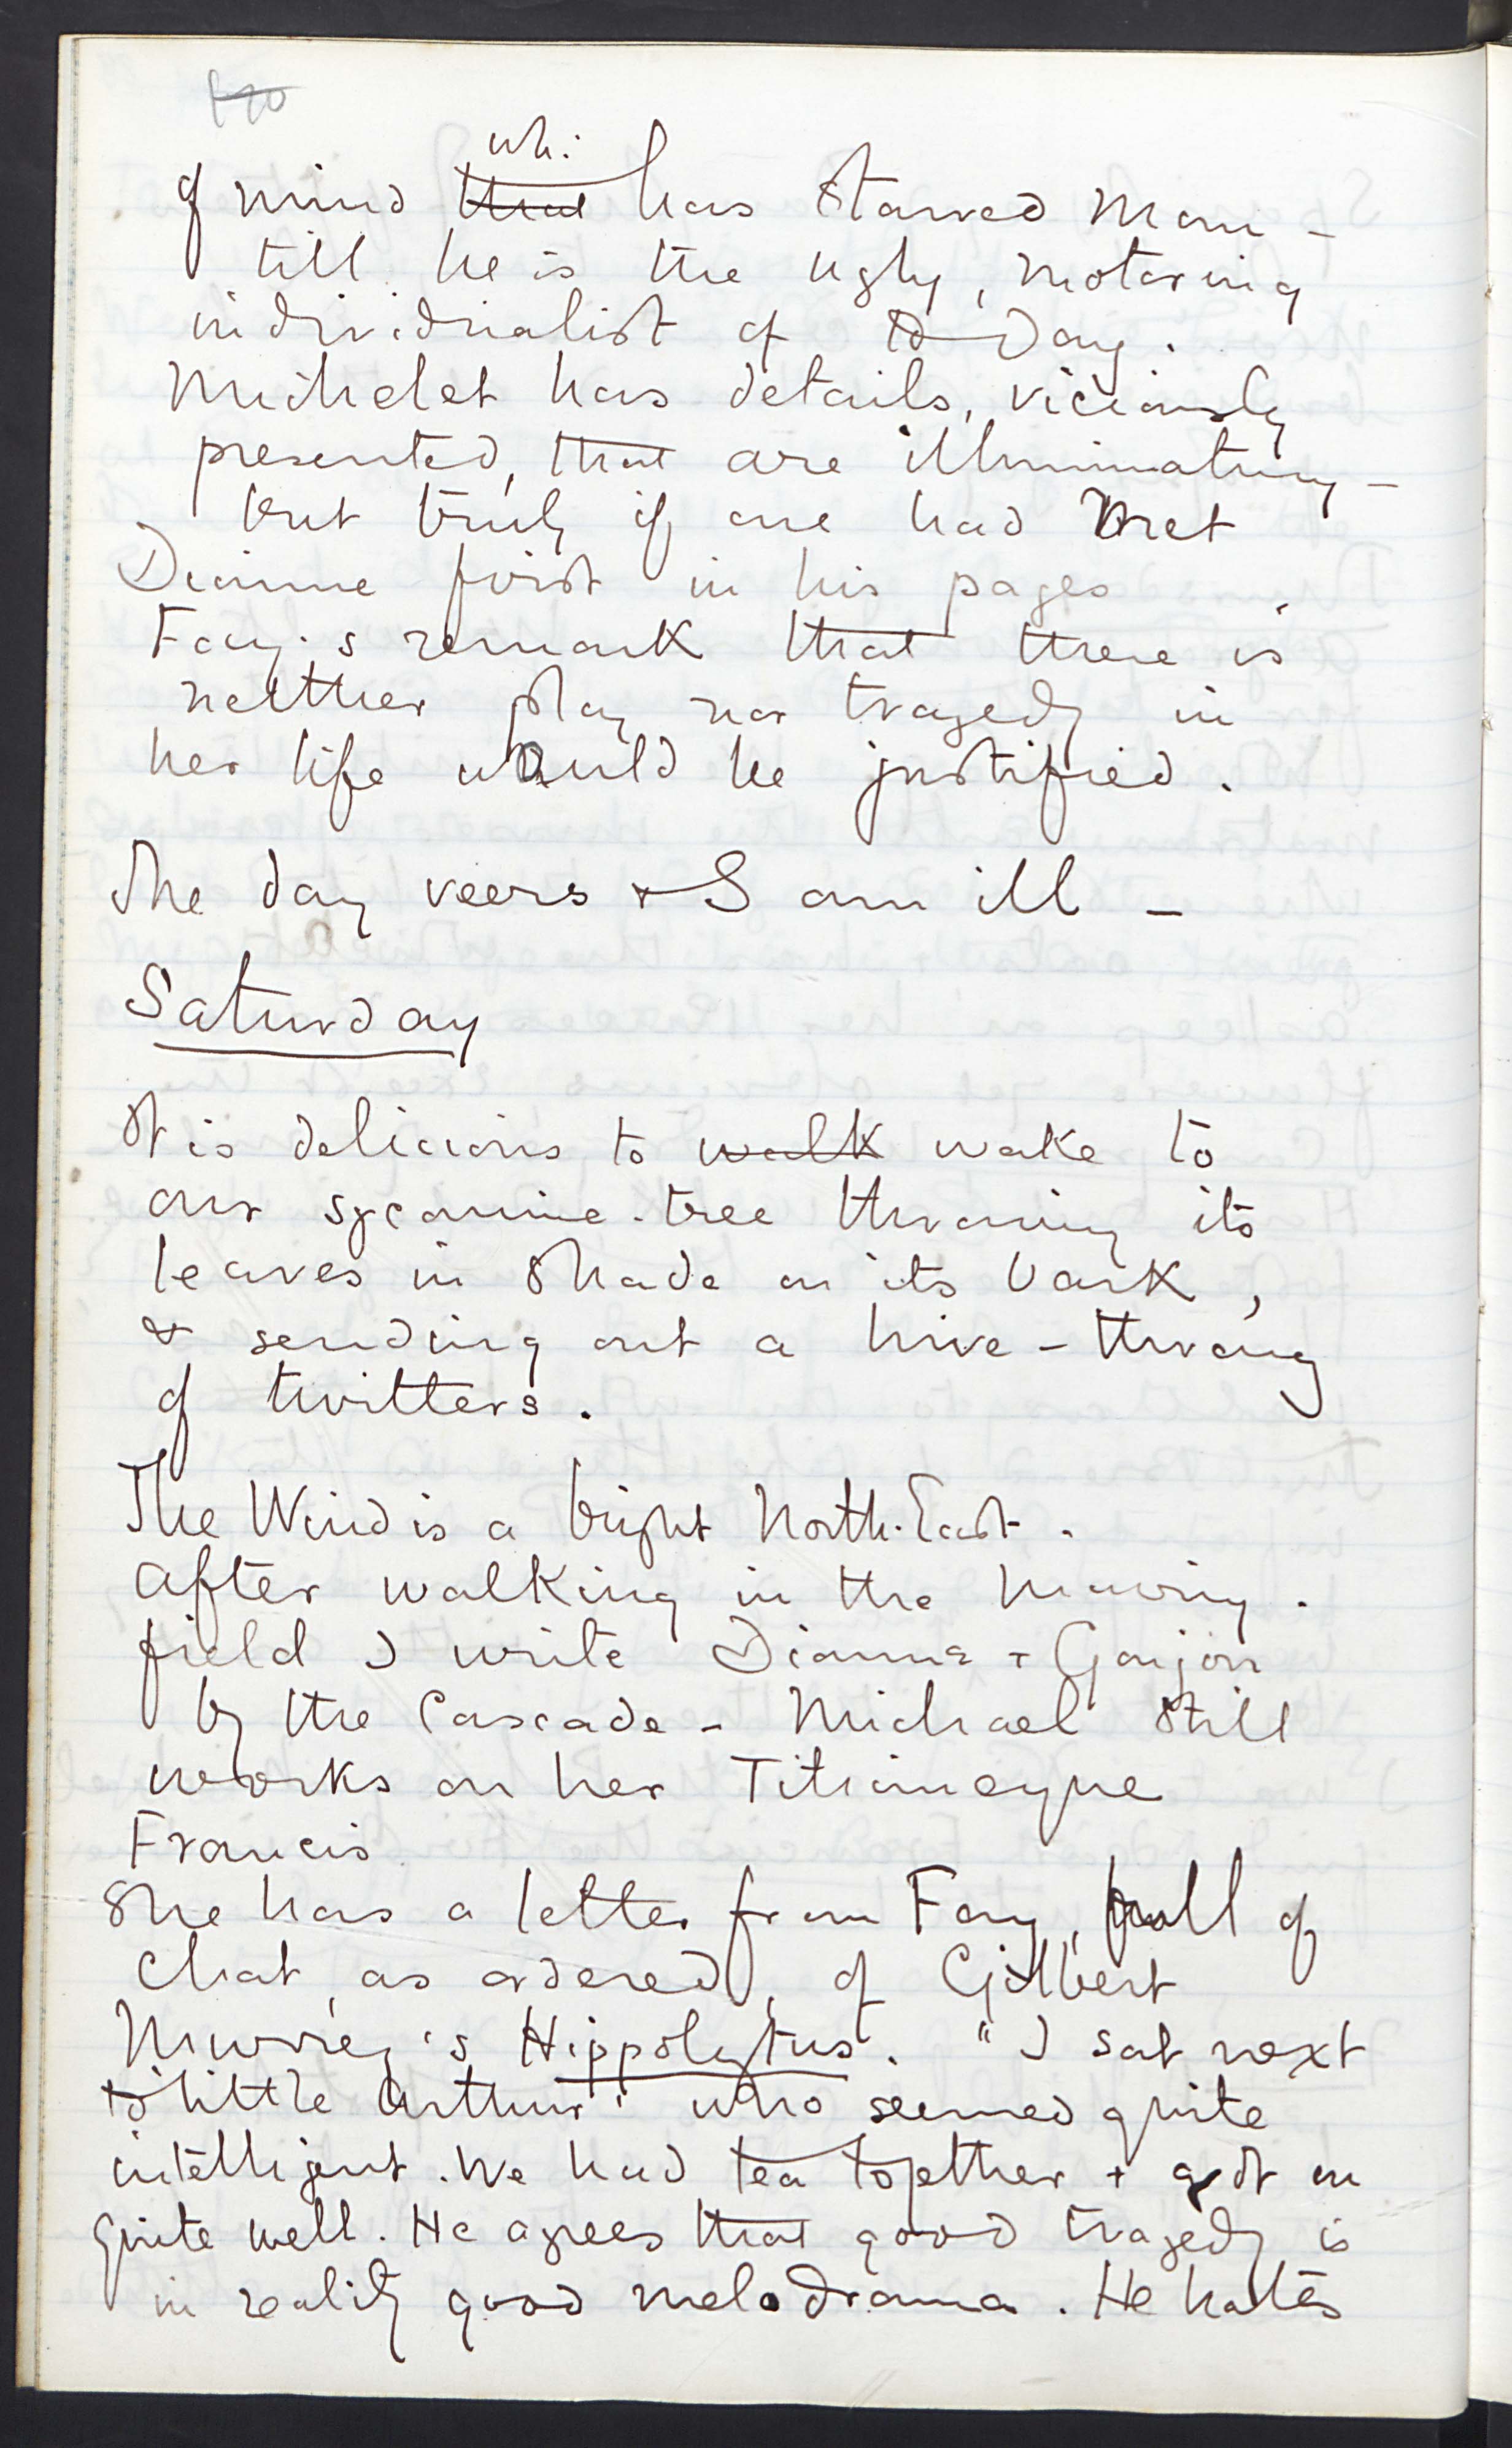 of mind that wh: has starved man –
till he is the ugly, motoring
individualist of to-day.
Michelet has details, viciously
presented, that are illuminating –
but truly if one had met
Dianne first in his pages
Fay's remark that there is
neither play nor tragedy in
her life would be justified.
The day veers & I am ill –
Saturday
It is delicious to walk wake to
our sycamine-tree throwing its
leaves in shade on its bark,
& sending out a hive-throng
of twitters.
The Wind is a bright North-East.
After walking in the mowing-
field I write Dianne & Goujon
by the Cascade – Michael still
works on her Titianesque
Francis
She has a letter from Fay, full of
chat, as ordered, of Gilbert
Murrey's Hippolytus. "I sat next
to 'little Arthur' who seemed quite
intelligent. We had tea together & got on
quite well. He agrees that good tragedy is
in reality good melodrama. He hates